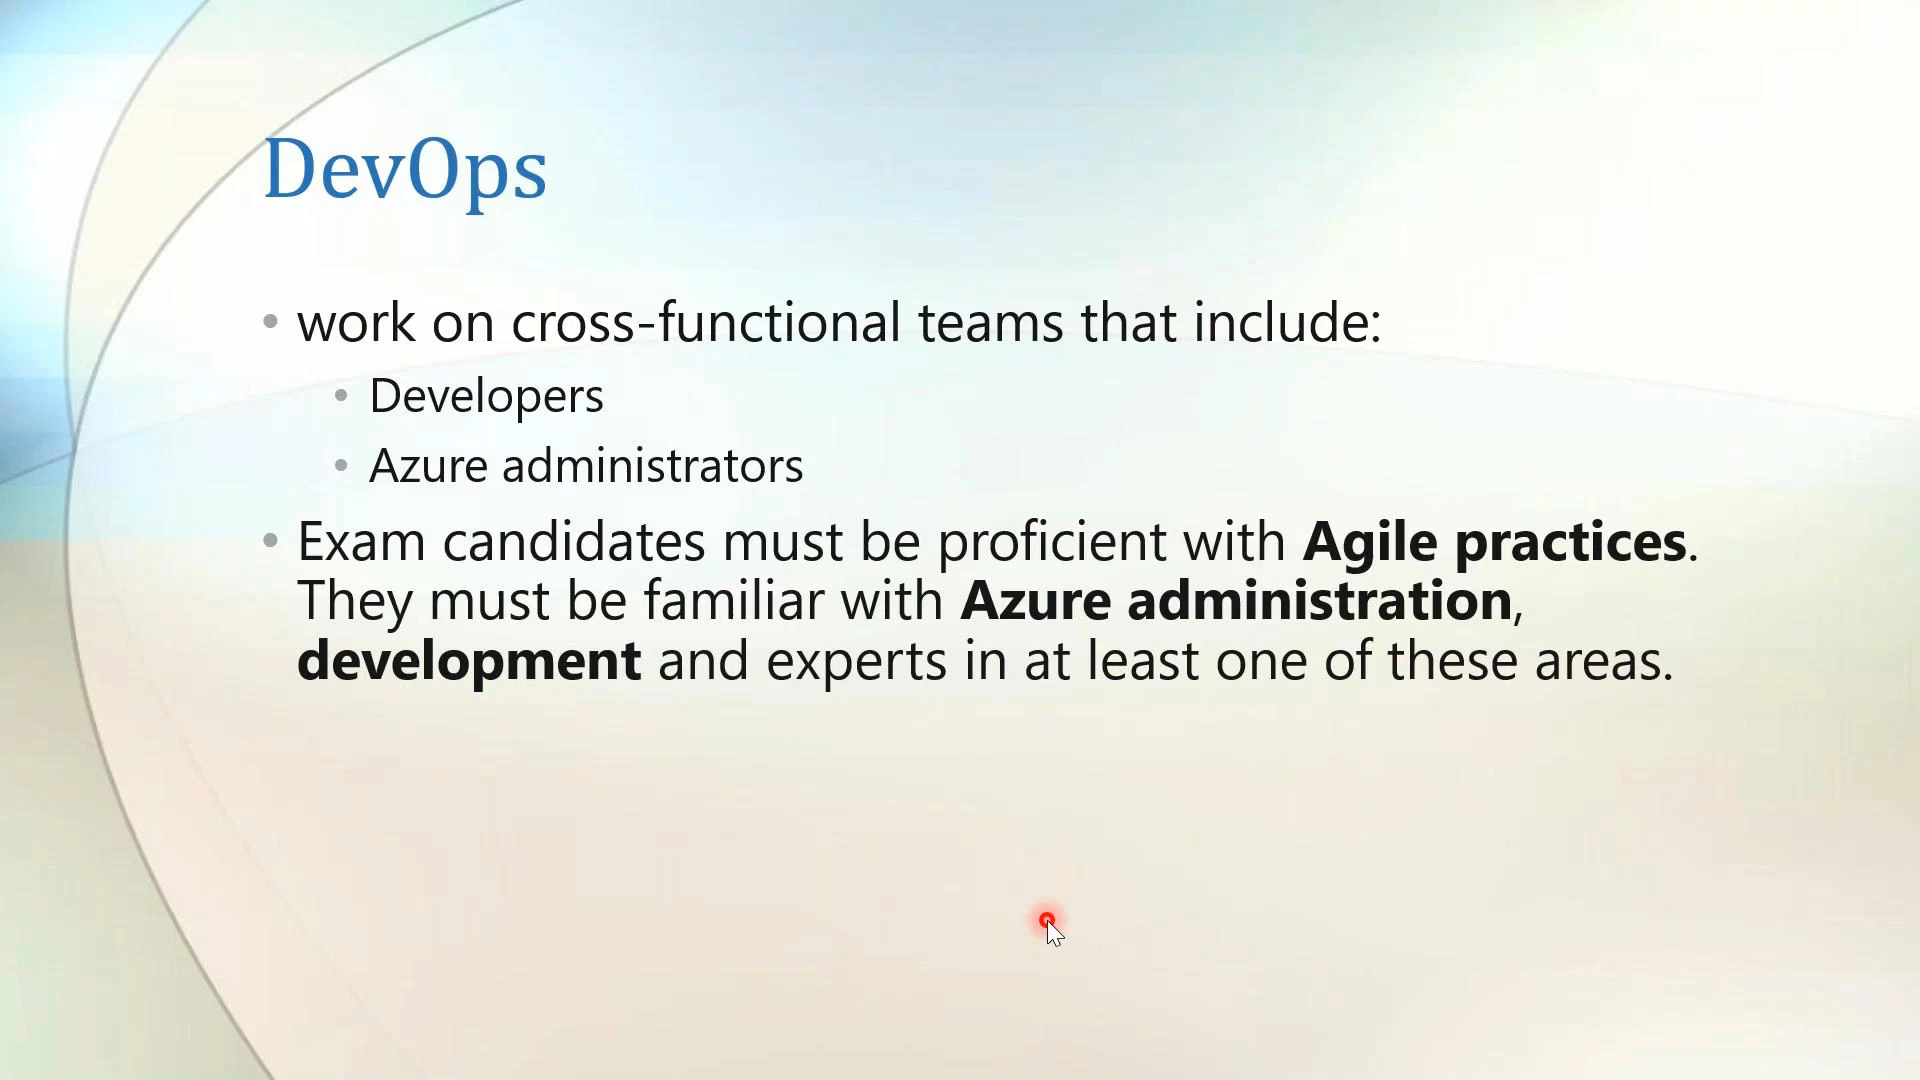 DevOps
• work on cross-functional teams that include:
• Developers
• Azure administrators
• Exam candidates must be proficient with Agile practices.
They must be familiar with Azure administration,
development and experts in at least one of these areas.